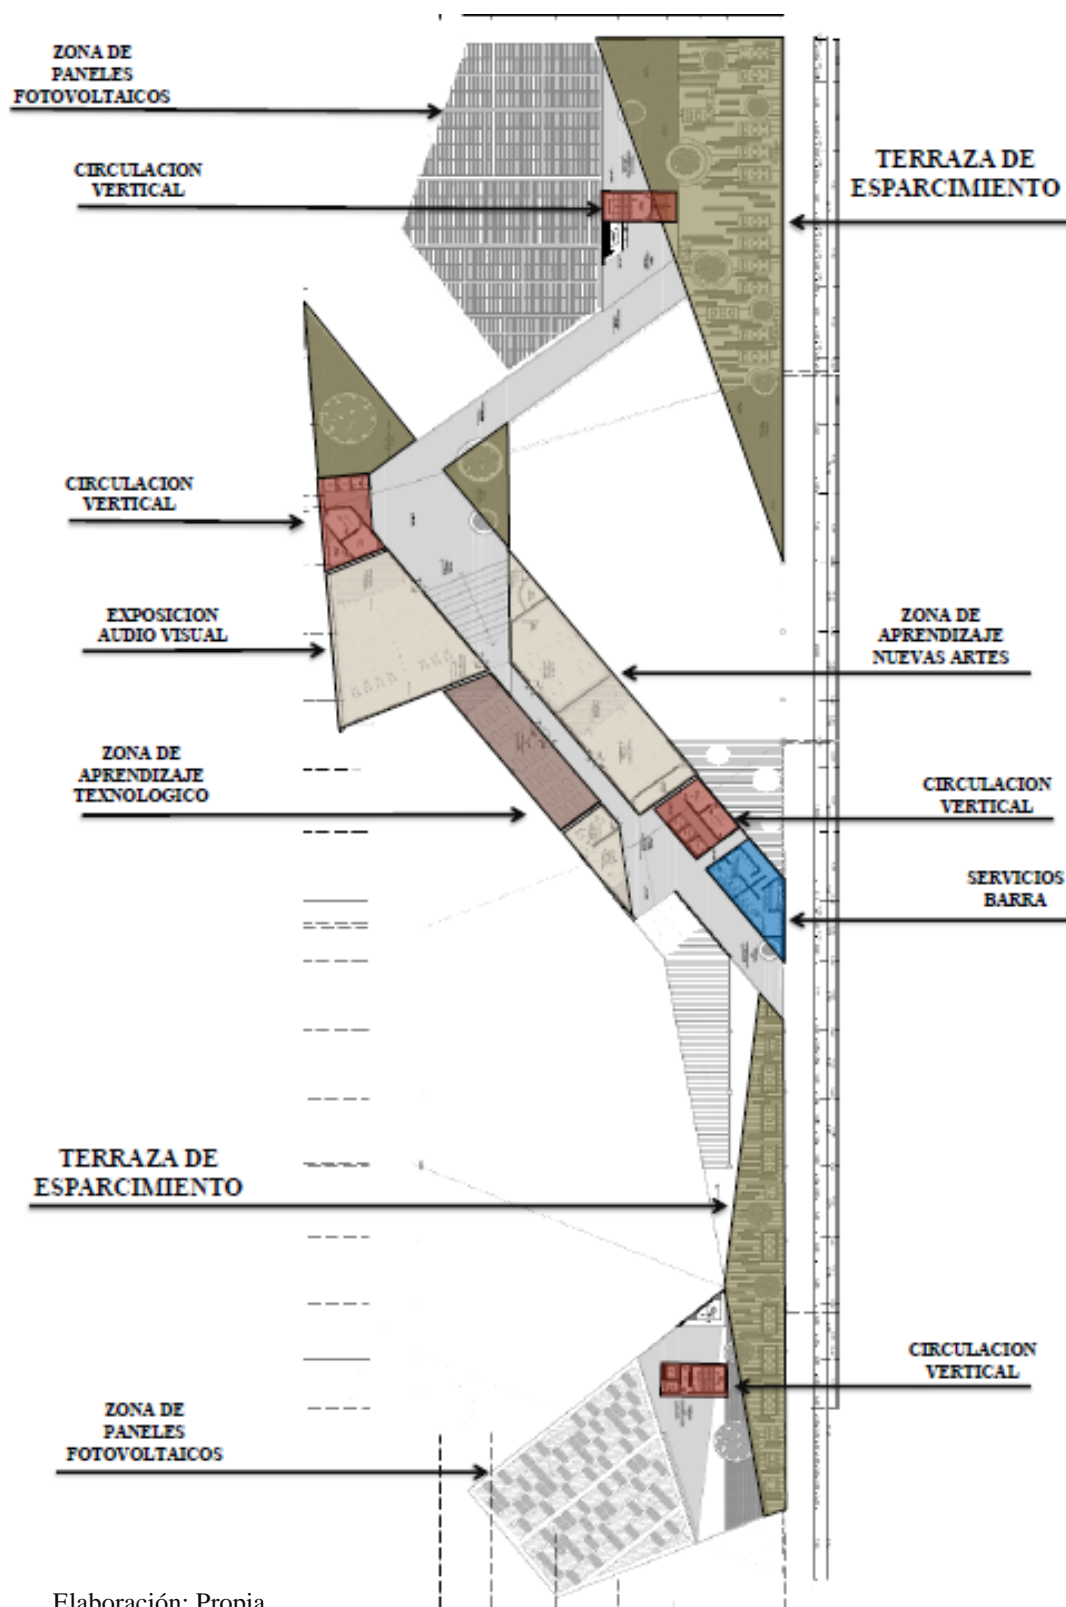 ZONA DE
PANELES
FOTOVOLTAICOS
CIRCULACION
VERTICAL
TERRAZA DE
ESPARCIMIENTO
CIRCULACION
VERTICAL
EXPOSICION
AUDIO VISUAL
ZONA DE
APRENDIZAJE
NUEVAS ARTES
ZONA DE
APRENDIZAJE
TEXNOLOGICO
CIRCULACION
VERTICAL
SERVICIOS
BARRA
TERRAZA DE
ESPARCIMIENTO
CIRCULACION
VERTICAL
ZONA DE
PANELES
FOTOVOLTAICOS
Elaboración: Propia